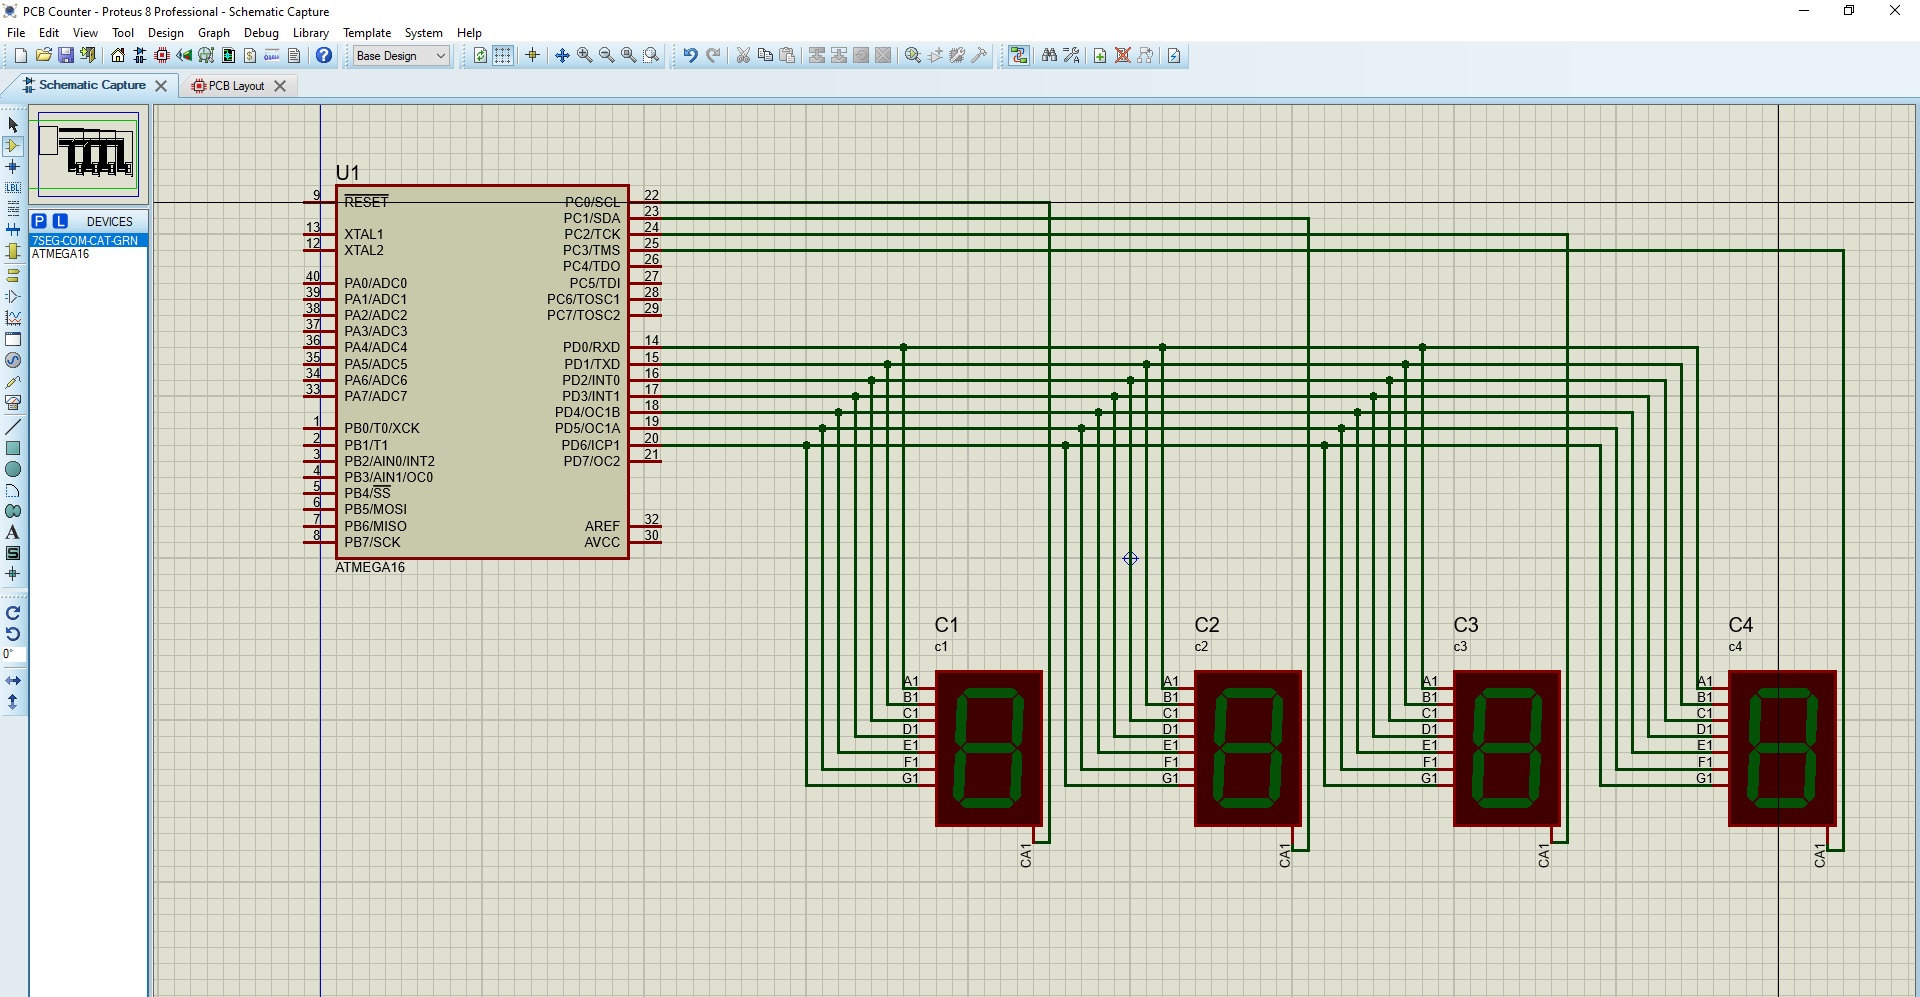 PCB Counter - Proteus 8 Professional - Schematic Capture
File Edit View Tool Design Graph Debug Library Template System Help
Base Design
Schematic Capture
PCB Layout
P L DEVICES
7SEG-COM-CAT-GRN
ATMEGA16
LBL
A
S
0°
U1
9 RESET
13 XTAL1
12 XTAL2
40 PA0/ADC0
39 PA1/ADC1
38 PA2/ADC2
37 PA3/ADC3
36 PA4/ADC4
35 PA5/ADC5
34 PA6/ADC6
33 PA7/ADC7
1 PB0/T0/XCK
2 PB1/T1
3 PB2/AIN0/INT2
4 PB3/AIN1/OC0
5 PB4/SS
6 PB5/MOSI
7 PB6/MISO
8 PB7/SCK
PC0/SCL 22
PC1/SDA 23
PC2/TCK 24
PC3/TMS 25
PC4/TDO 26
PC5/TDI 27
PC6/TOSC1 28
PC7/TOSC2 29
PD0/RXD 14
PD1/TXD 15
PD2/INT0 16
PD3/INT1 17
PD4/OC1B 18
PD5/OC1A 19
PD6/ICP1 20
PD7/OC2 21
AREF 32
AVCC 30
ATMEGA16
C1
c1
A1
B1
C1
D1
E1
F1
G1
CA1
C2
c2
A1
B1
C1
D1
E1
F1
G1
CA1
C3
c3
A1
B1
C1
D1
E1
F1
G1
CA1
C4
c4
A1
B1
C1
D1
E1
F1
G1
CA1